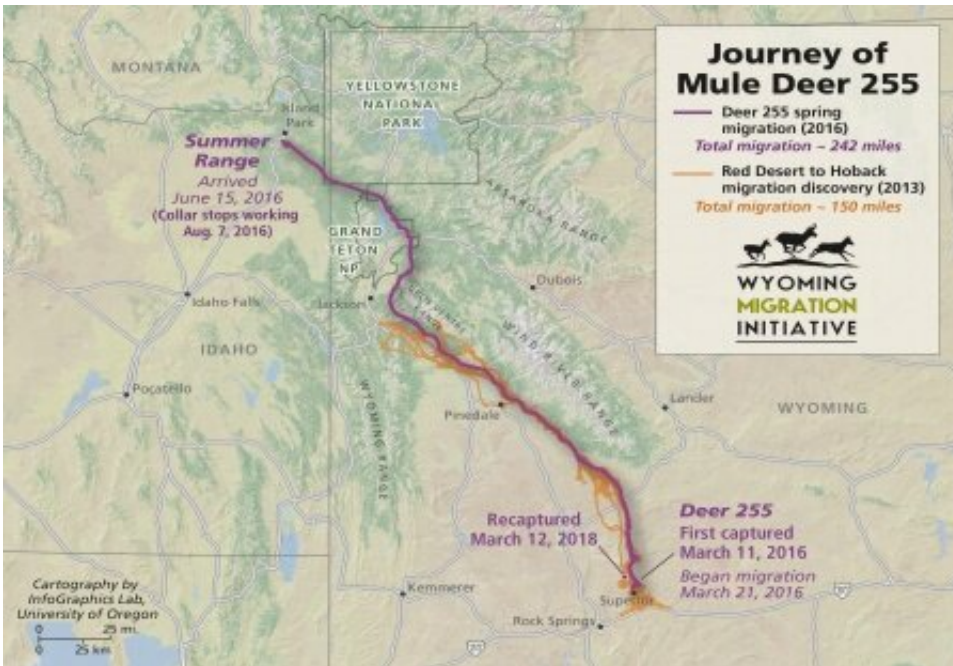 Journey of
Mule Deer 255
Deer 255 spring
migration (2016)
Total migration ~ 242 miles
Red Desert to Hoback
migration discovery (2013)
Total migration ~ 150 miles
WYOMING
MIGRATION
INITIATIVE
MONTANA
YELLOWSTONE
NATIONAL
PARK
Island
Park
Summer
Range
Arrived
June 15, 2016
(Collar stops working
Aug. 7, 2016)
ABSAROKA RANGE
GRAND
TETON
NP
Dubois
Jackson
Idaho Falls
IDAHO
WIND RIVER RANGE
Pocatello
WYOMING RANGE
Pinedale
Lander
WYOMING
Recaptured
March 12, 2018
Deer 255
First captured
March 11, 2016
Began migration
March 21, 2016
Kemmerer
Superior
Rock Springs
Cartography by
InfoGraphics Lab,
University of Oregon
0 25 mi.
0 25 km